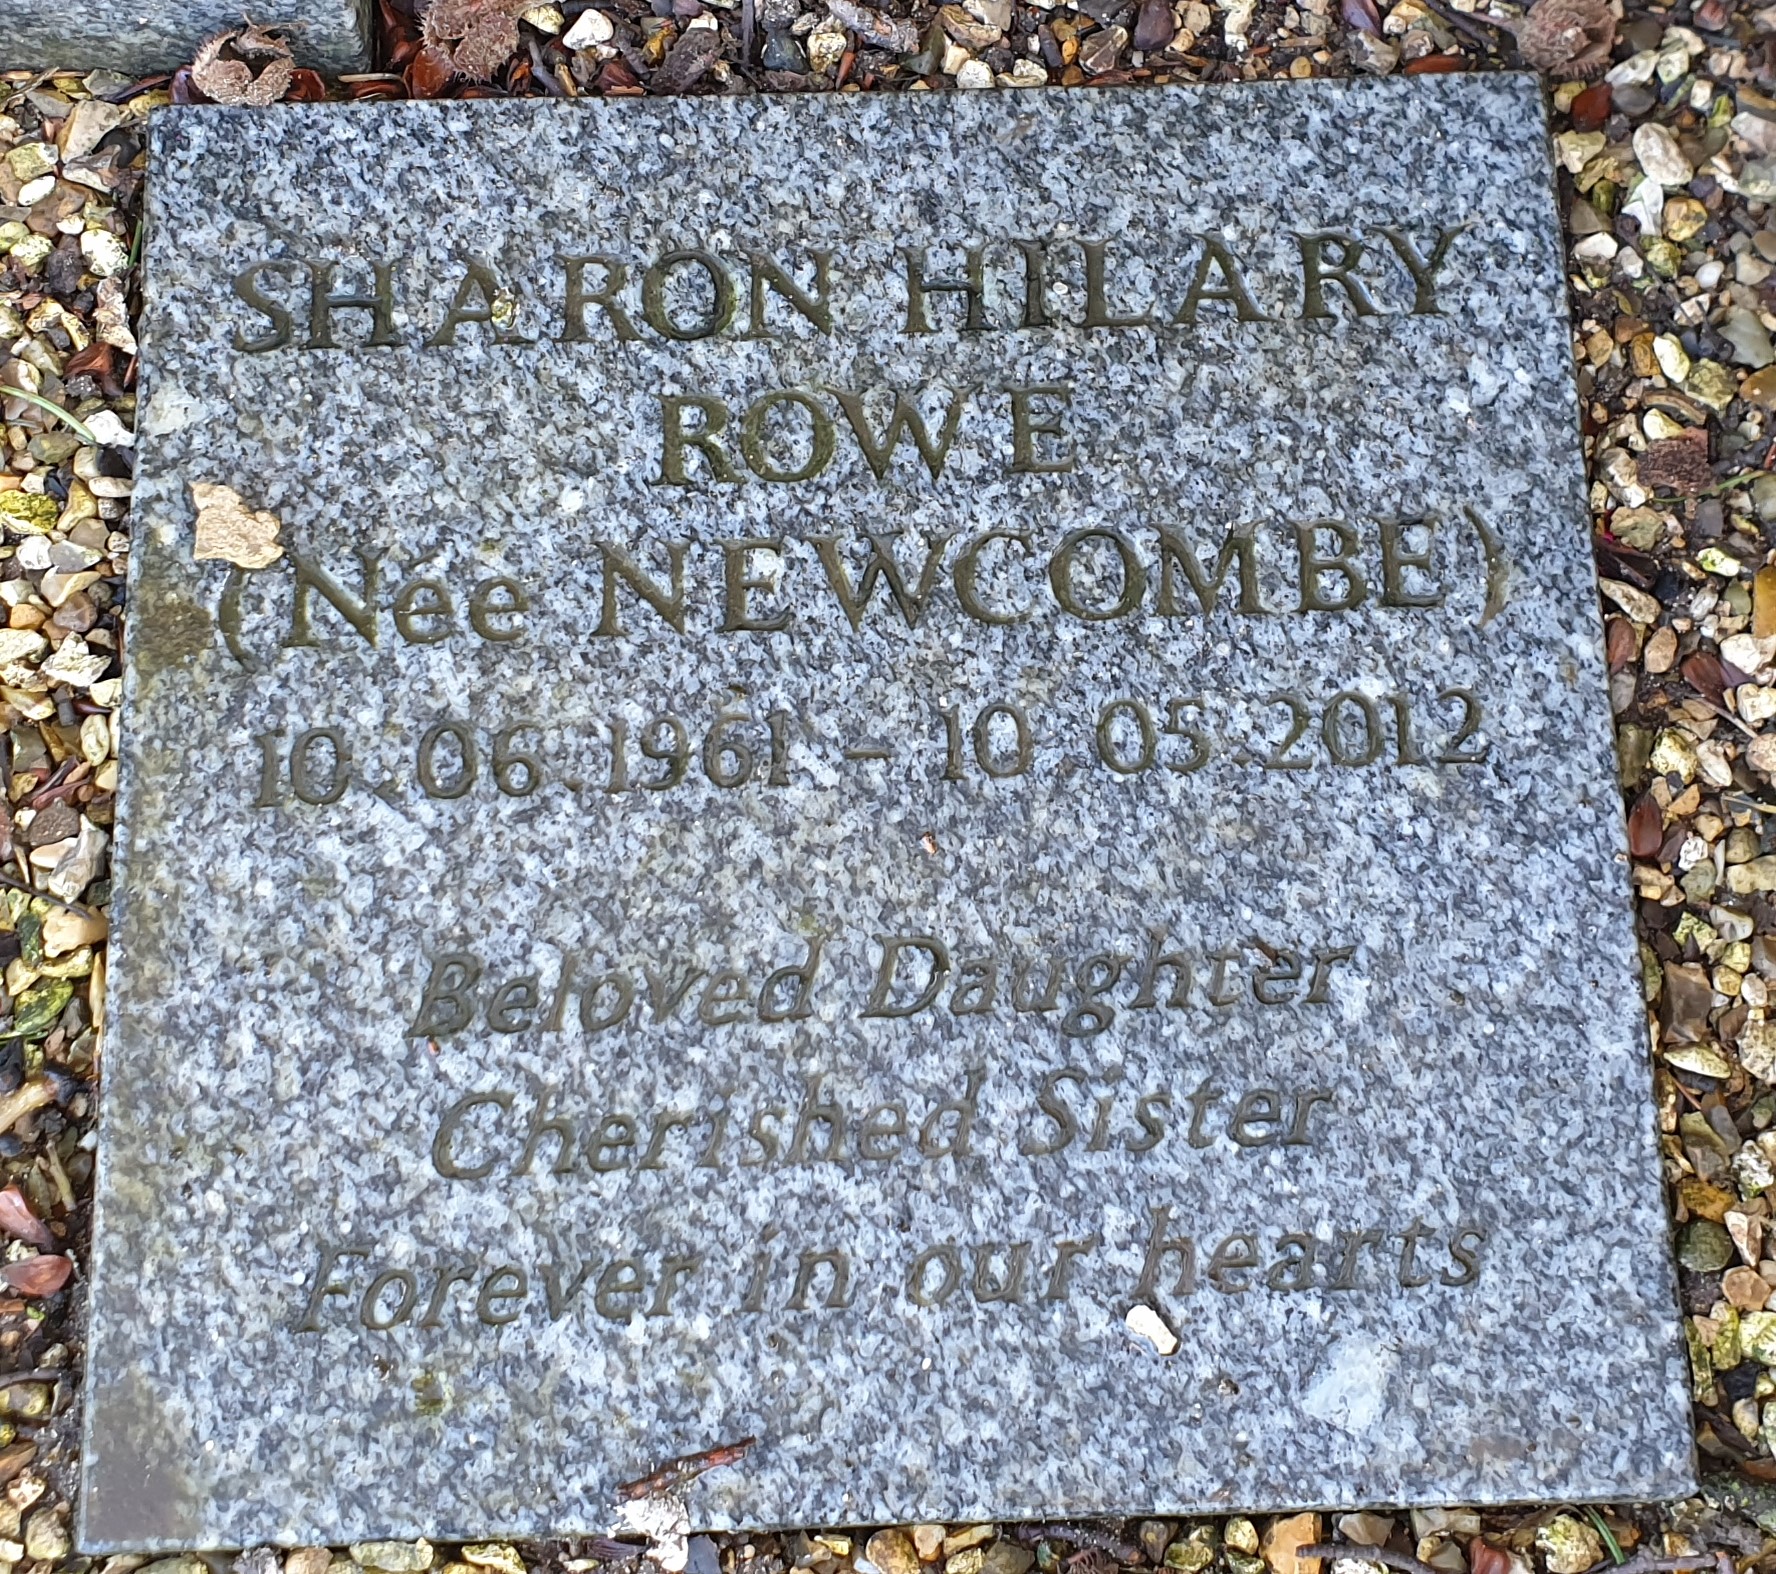 SHARON HILARY
ROWE
(Née NEWCOMBE)
10.06.1961 - 10.05.2012
Beloved Daughter
Cherished Sister
Forever in our hearts